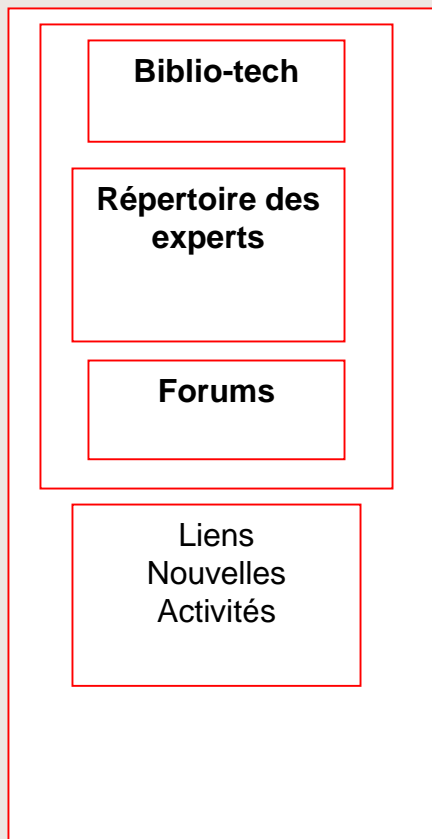 Biblio-tech
Répertoire des
experts
Forums
Liens
Nouvelles
Activités